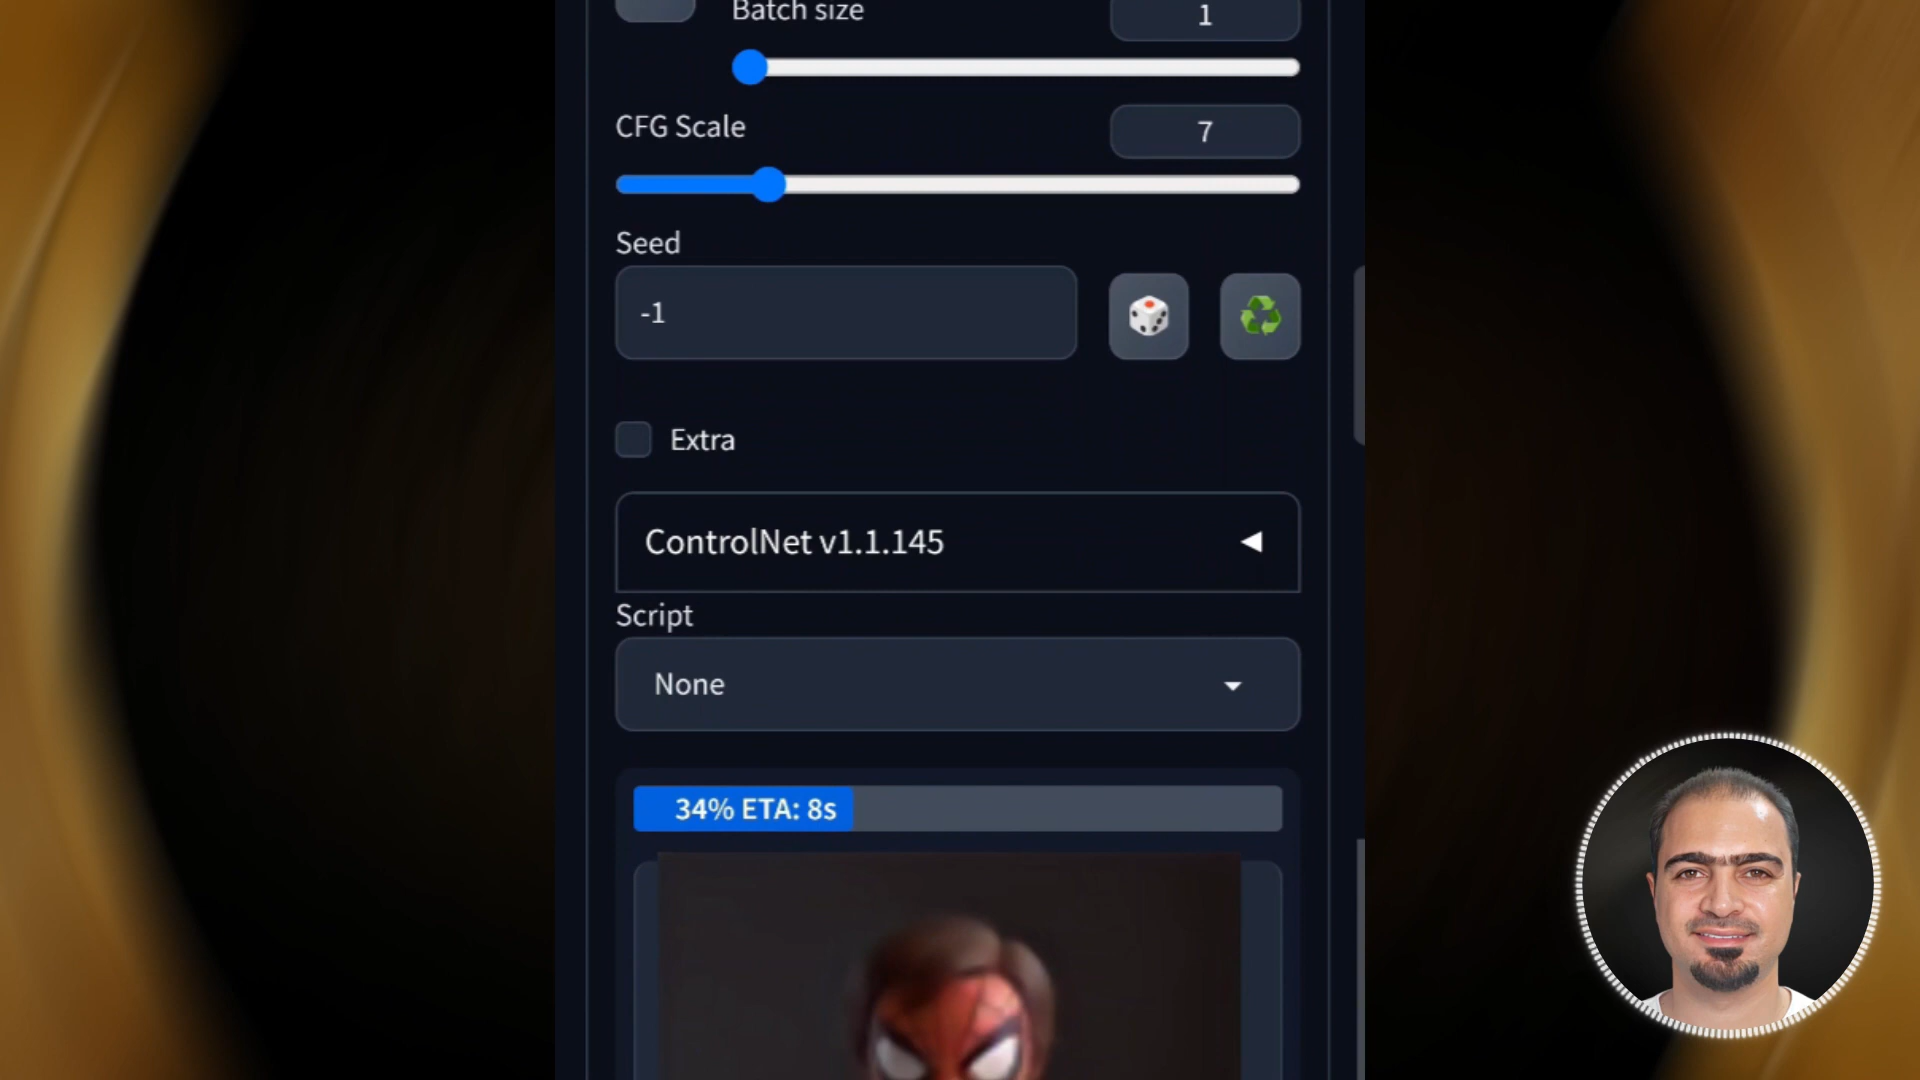 Batch size
1
CFG Scale
7
Seed
-1
Extra
ControlNet v1.1.145
Script
None
34% ETA: 8s